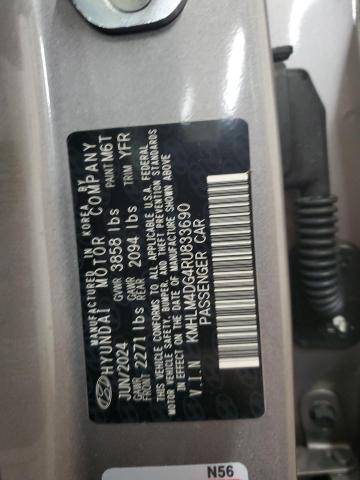 MANUFACTURED IN KOREA BY
HYUNDAI MOTOR COMPANY
JUN/2024 GVWR 3858 lbs PAINT M6T
GAWR FRONT 2271 lbs GAWR REAR 2094 lbs TRIM YFR
THIS VEHICLE CONFORMS TO ALL APPLICABLE U.S.A. FEDERAL
MOTOR VEHICLE SAFETY, BUMPER, AND THEFT PREVENTION STANDARDS
IN EFFECT ON THE DATE OF MANUFACTURE SHOWN ABOVE
V.I.N KMHLM4DG4RU833690
PASSENGER CAR
N56